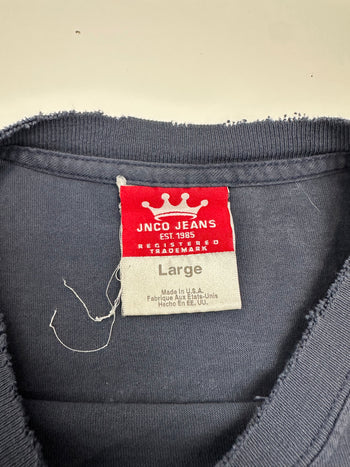 JNCO JEANS
EST. 1985
REGISTERED
TRADEMARK
Large
Made In U.S.A.
Fabrique Aux Etats-Unis
Hecho En EE. UU.